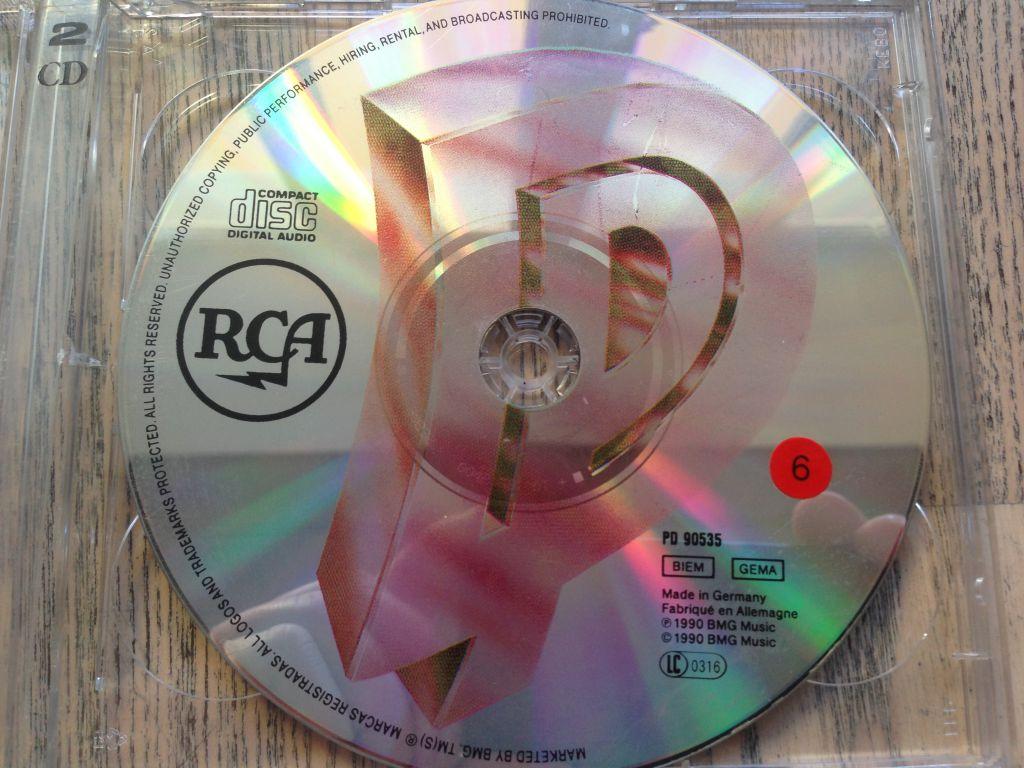 2
CD
UNAUTHORIZED COPYING, PUBLIC PERFORMANCE, HIRING, RENTAL, AND BROADCASTING PROHIBITED.
COMPACT
disc
DIGITAL AUDIO
RCA
6
PD 90535
BIEM GEMA
Made in Germany
Fabriqué en Allemagne
℗ 1990 BMG Music
© 1990 BMG Music
LC 0316
MARKETED BY BMG. TM(S) ® MARCAS REGISTRADAS. ALL LOGOS AND TRADEMARKS PROTECTED. ALL RIGHTS RESERVED.